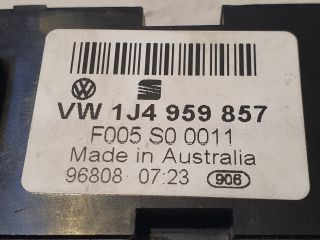 VW 1J4 959 857
F005 S0 0011
Made in Australia
96808 07:23 906